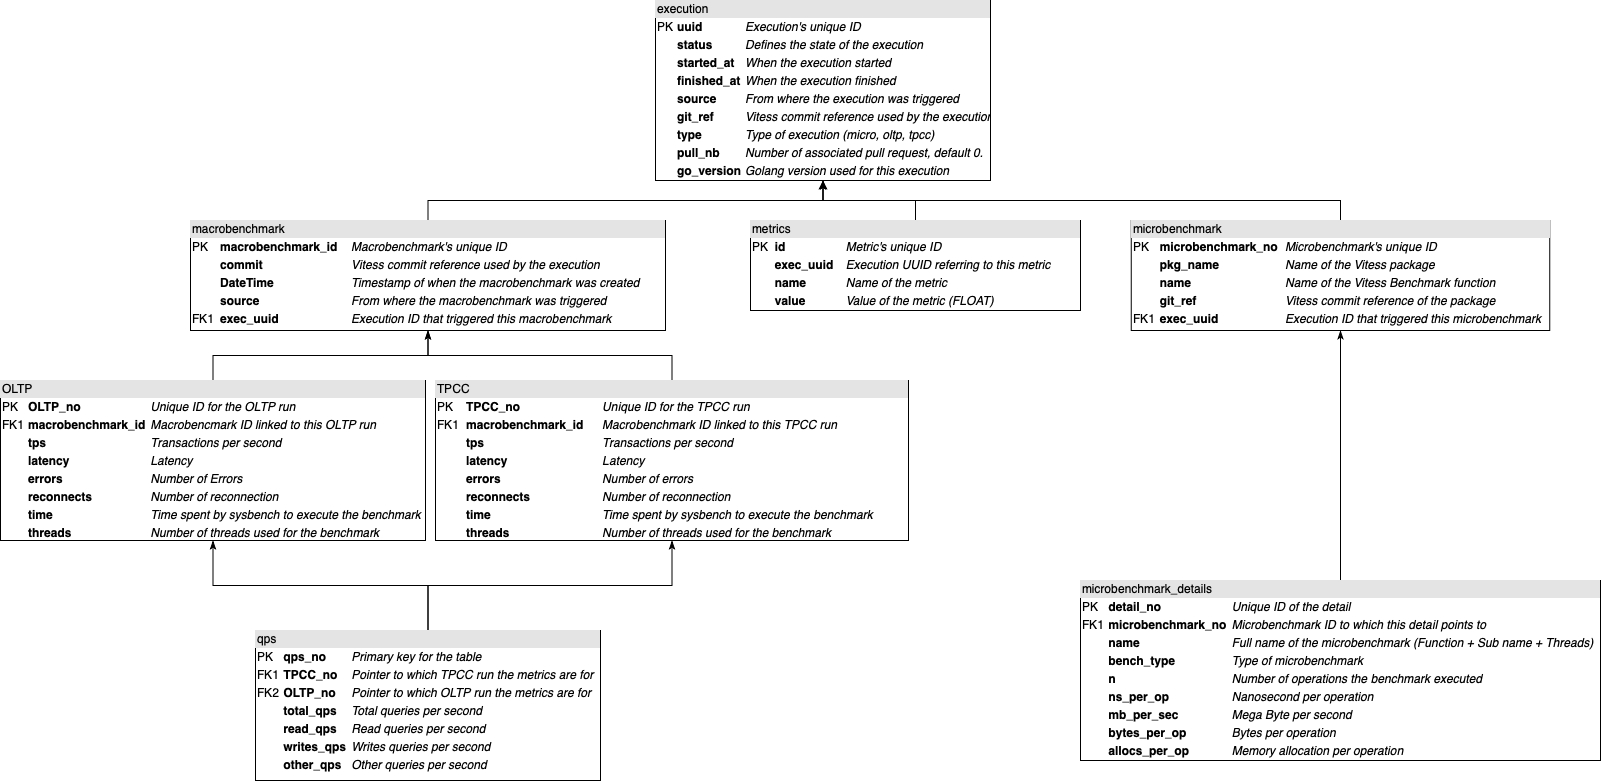 execution
PK uuid Execution's unique ID
status Defines the state of the execution
started_at When the execution started
finished_at When the execution finished
source From where the execution was triggered
git_ref Vitess commit reference used by the execution
type Type of execution (micro, oltp, tpcc)
pull_nb Number of associated pull request, default 0.
go_version Golang version used for this execution
macrobenchmark
PK macrobenchmark_id Macrobenchmark's unique ID
commit Vitess commit reference used by the execution
DateTime Timestamp of when the macrobenchmark was created
source From where the macrobenchmark was triggered
FK1 exec_uuid Execution ID that triggered this macrobenchmark
metrics
PK id Metric's unique ID
exec_uuid Execution UUID referring to this metric
name Name of the metric
value Value of the metric (FLOAT)
microbenchmark
PK microbenchmark_no Microbenchmark's unique ID
pkg_name Name of the Vitess package
name Name of the Vitess Benchmark function
git_ref Vitess commit reference of the package
FK1 exec_uuid Execution ID that triggered this microbenchmark
OLTP
PK OLTP_no Unique ID for the OLTP run
FK1 macrobenchmark_id Macrobencmark ID linked to this OLTP run
tps Transactions per second
latency Latency
errors Number of Errors
reconnects Number of reconnection
time Time spent by sysbench to execute the benchmark
threads Number of threads used for the benchmark
TPCC
PK TPCC_no Unique ID for the TPCC run
FK1 macrobenchmark_id Macrobenchmark ID linked to this TPCC run
tps Transactions per second
latency Latency
errors Number of errors
reconnects Number of reconnection
time Time spent by sysbench to execute the benchmark
threads Number of threads used for the benchmark
qps
PK qps_no Primary key for the table
FK1 TPCC_no Pointer to which TPCC run the metrics are for
FK2 OLTP_no Pointer to which OLTP run the metrics are for
total_qps Total queries per second
read_qps Read queries per second
writes_qps Writes queries per second
other_qps Other queries per second
microbenchmark_details
PK detail_no Unique ID of the detail
FK1 microbenchmark_no Microbenchmark ID to which this detail points to
name Full name of the microbenchmark (Function + Sub name + Threads)
bench_type Type of microbenchmark
n Number of operations the benchmark executed
ns_per_op Nanosecond per operation
mb_per_sec Mega Byte per second
bytes_per_op Bytes per operation
allocs_per_op Memory allocation per operation